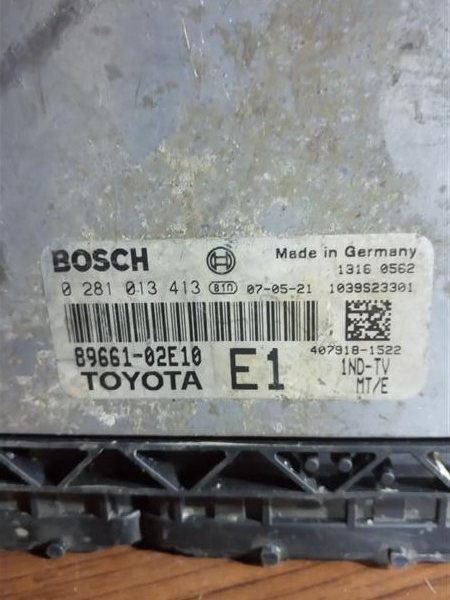 BOSCH Made in Germany
1316 0562
0 281 013 413 B10 07-05-21 1039S23301
407918-1522
89661-02E10 E1 1ND-TV
TOYOTA MT/E